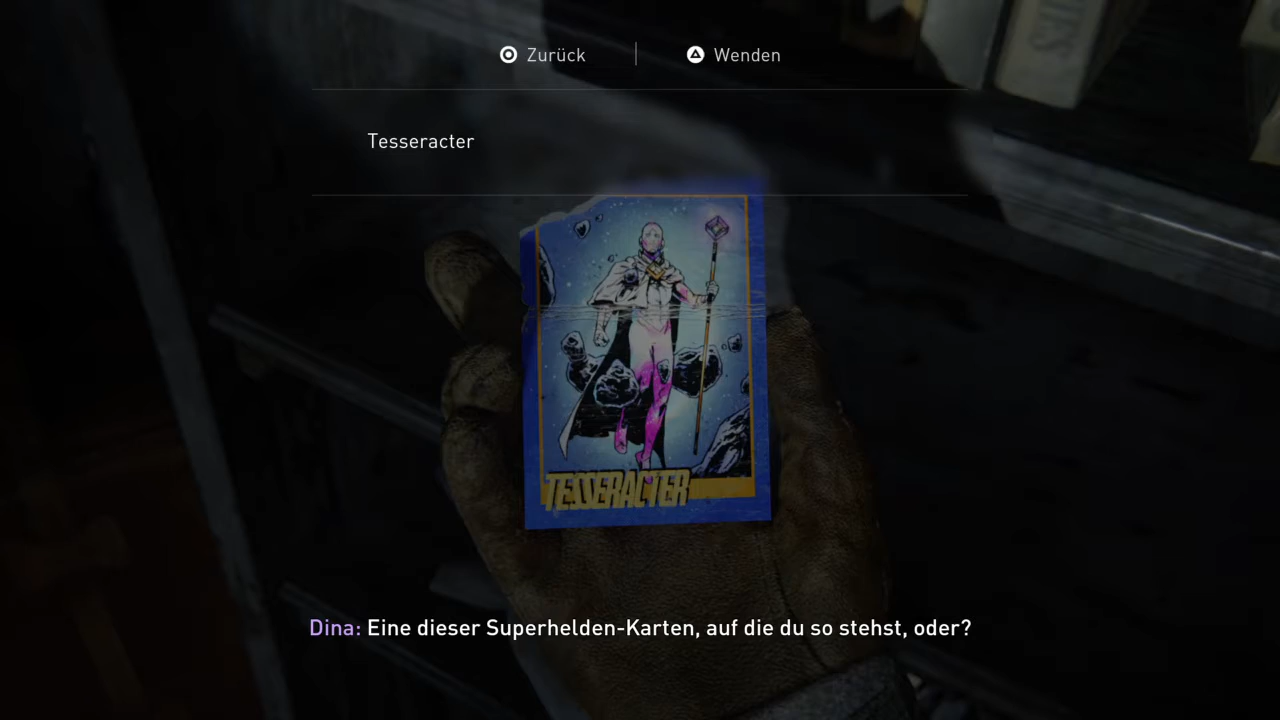 Zurück
Wenden
Tesseracter
TESSERACTER
Dina: Eine dieser Superhelden-Karten, auf die du so stehst, oder?